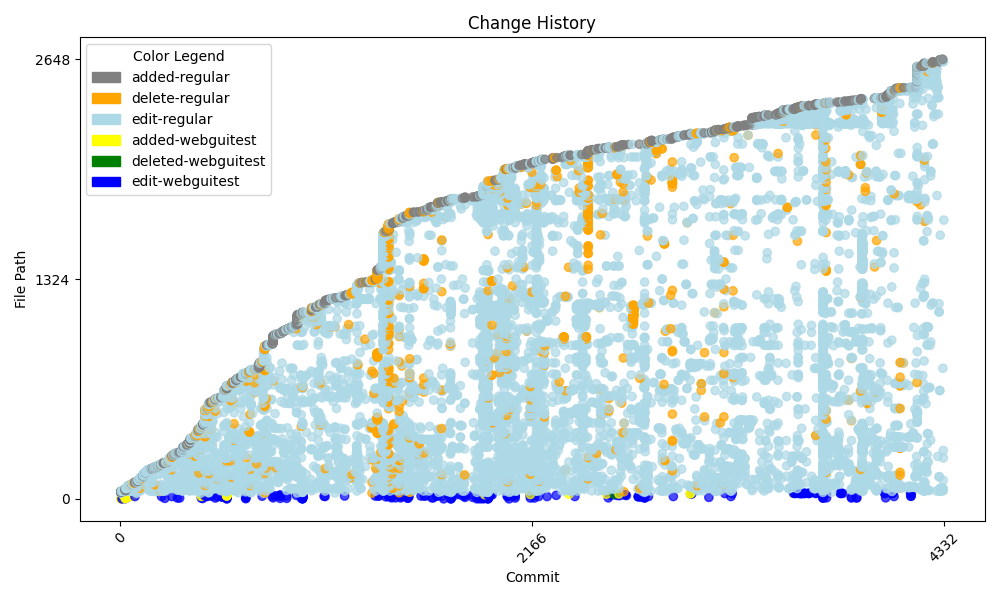 Change History
Color Legend
added-regular
delete-regular
edit-regular
added-webguitest
deleted-webguitest
edit-webguitest
2648
1324
0
File Path
0
2166
4332
Commit